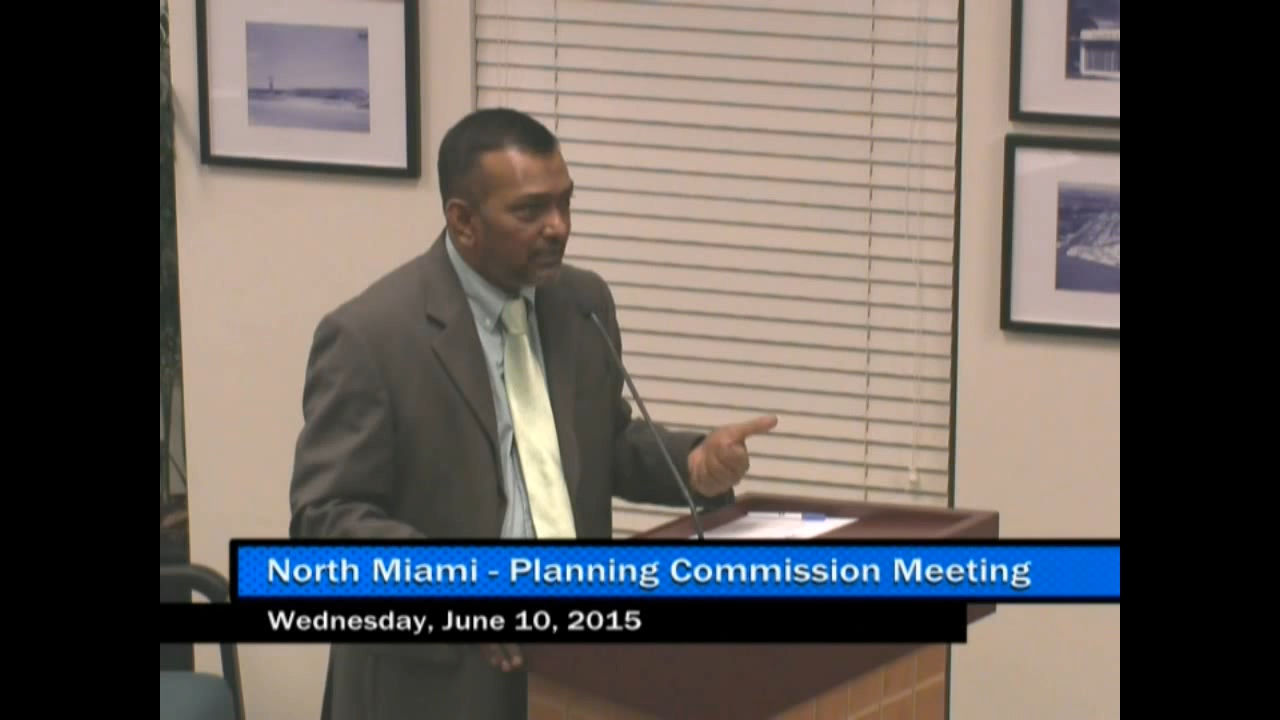 North Miami - Planning Commission Meeting
Wednesday, June 10, 2015